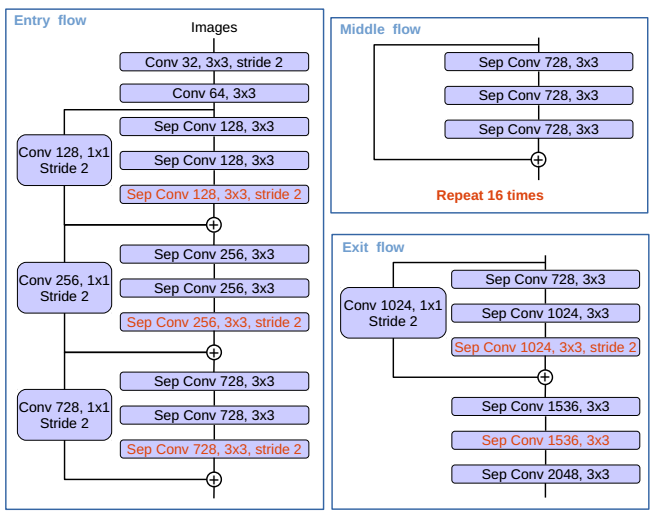 Entry flow
Images
Conv 32, 3x3, stride 2
Conv 64, 3x3
Sep Conv 128, 3x3
Conv 128, 1x1
Stride 2
Sep Conv 128, 3x3
Sep Conv 128, 3x3, stride 2
Sep Conv 256, 3x3
Conv 256, 1x1
Stride 2
Sep Conv 256, 3x3
Sep Conv 256, 3x3, stride 2
Sep Conv 728, 3x3
Conv 728, 1x1
Stride 2
Sep Conv 728, 3x3
Sep Conv 728, 3x3, stride 2
Middle flow
Sep Conv 728, 3x3
Sep Conv 728, 3x3
Sep Conv 728, 3x3
Repeat 16 times
Exit flow
Sep Conv 728, 3x3
Conv 1024, 1x1
Stride 2
Sep Conv 1024, 3x3
Sep Conv 1024, 3x3, stride 2
Sep Conv 1536, 3x3
Sep Conv 1536, 3x3
Sep Conv 2048, 3x3